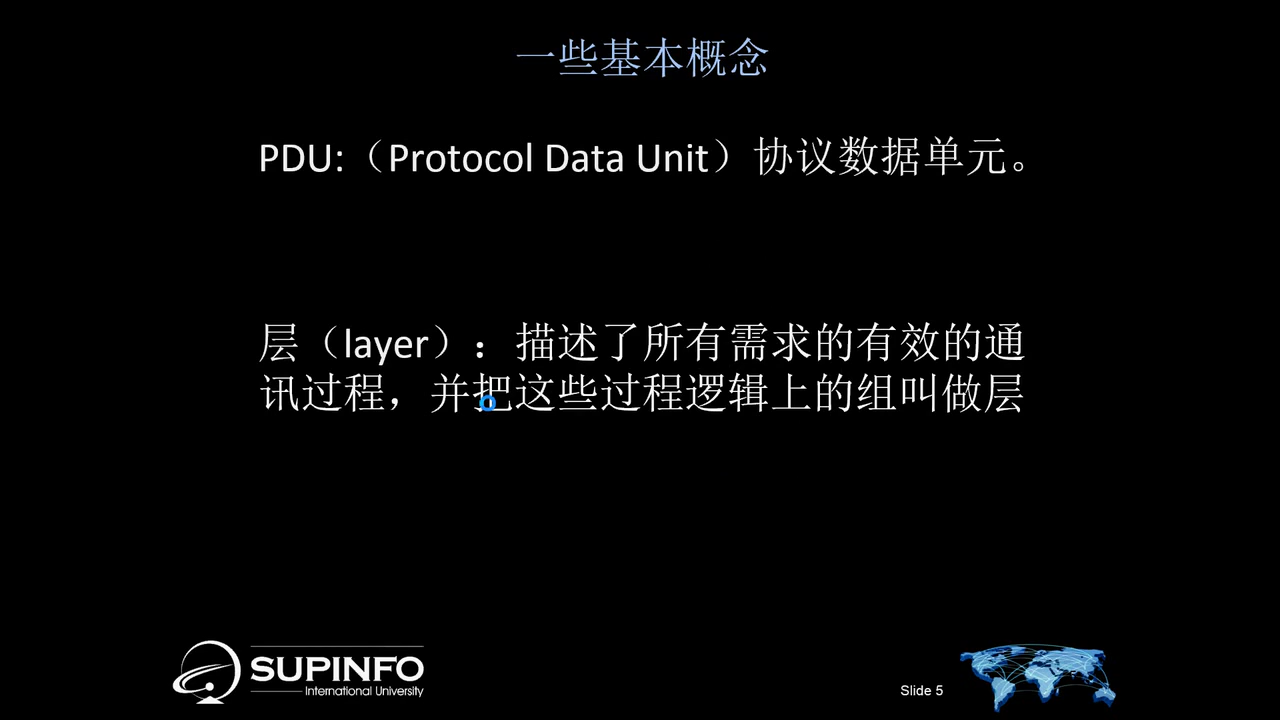 一些基本概念
PDU:（Protocol Data Unit）协议数据单元。
层（layer）：描述了所有需求的有效的通
讯过程，并把这些过程逻辑上的组叫做层
SUPINFO
International University
Slide 5